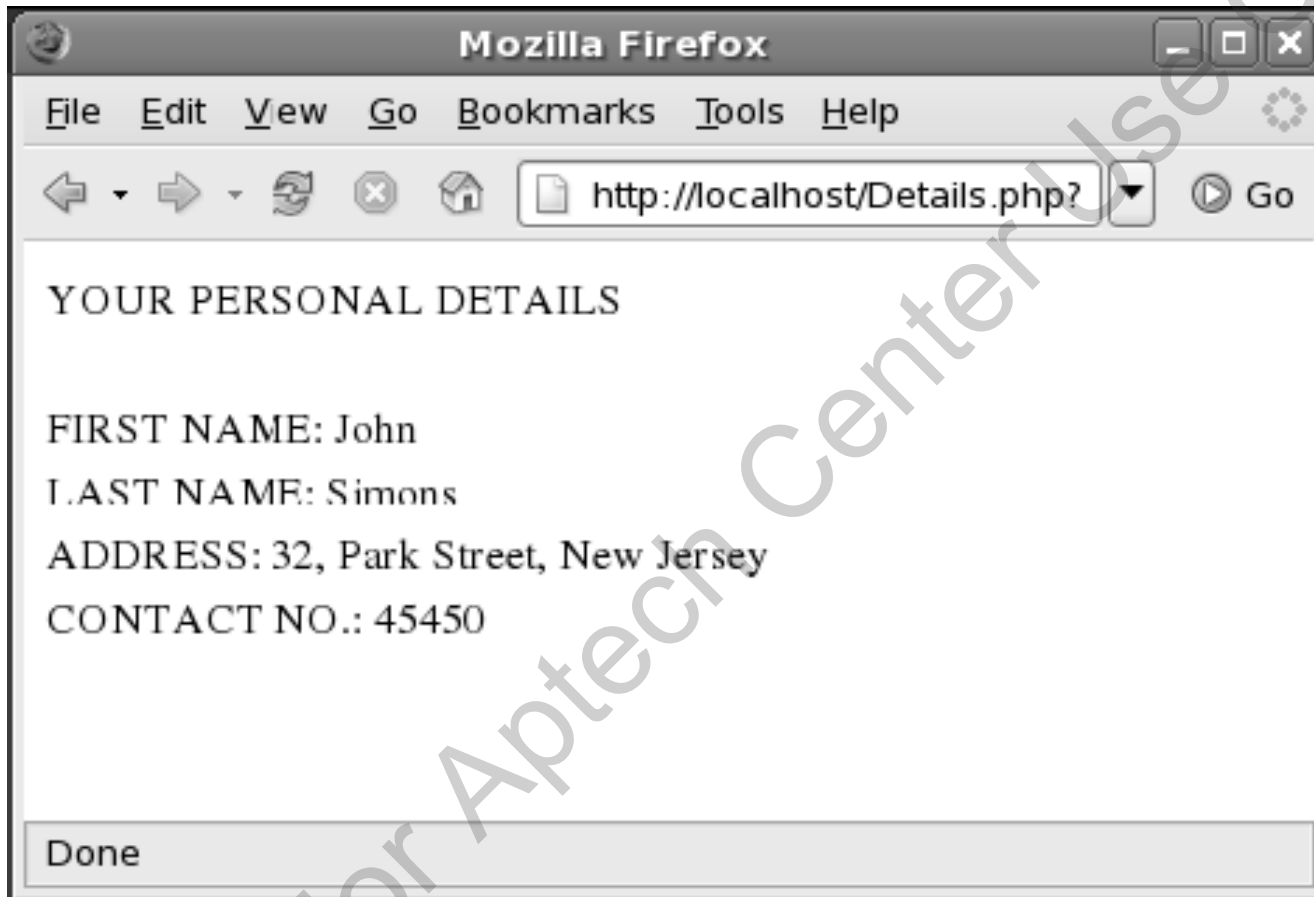 Mozilla Firefox
File Edit View Go Bookmarks Tools Help
http://localhost/Details.php? Go
YOUR PERSONAL DETAILS
FIRST NAME: John
LAST NAME: Simons
ADDRESS: 32, Park Street, New Jersey
CONTACT NO.: 45450
Done
For Aptech Center Use